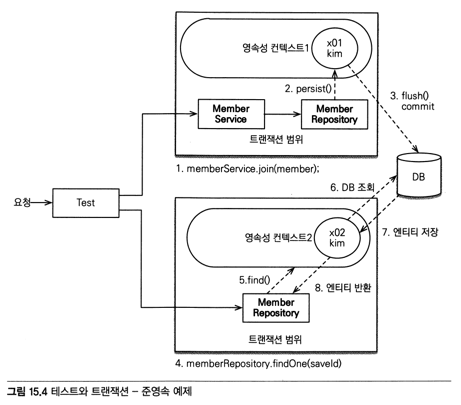 영속성 컨텍스트1
x01
kim
2. persist()
3. flush()
commit
Member
Service
Member
Repository
트랜잭션 범위
1. memberService.join(member);
요청
Test
DB
6. DB 조회
영속성 컨텍스트2
x02
kim
7. 엔티티 저장
5.find()
8. 엔티티 반환
Member
Repository
트랜잭션 범위
4. memberRepository.findOne(saveId)
그림 15.4 테스트와 트랜잭션 – 준영속 예제